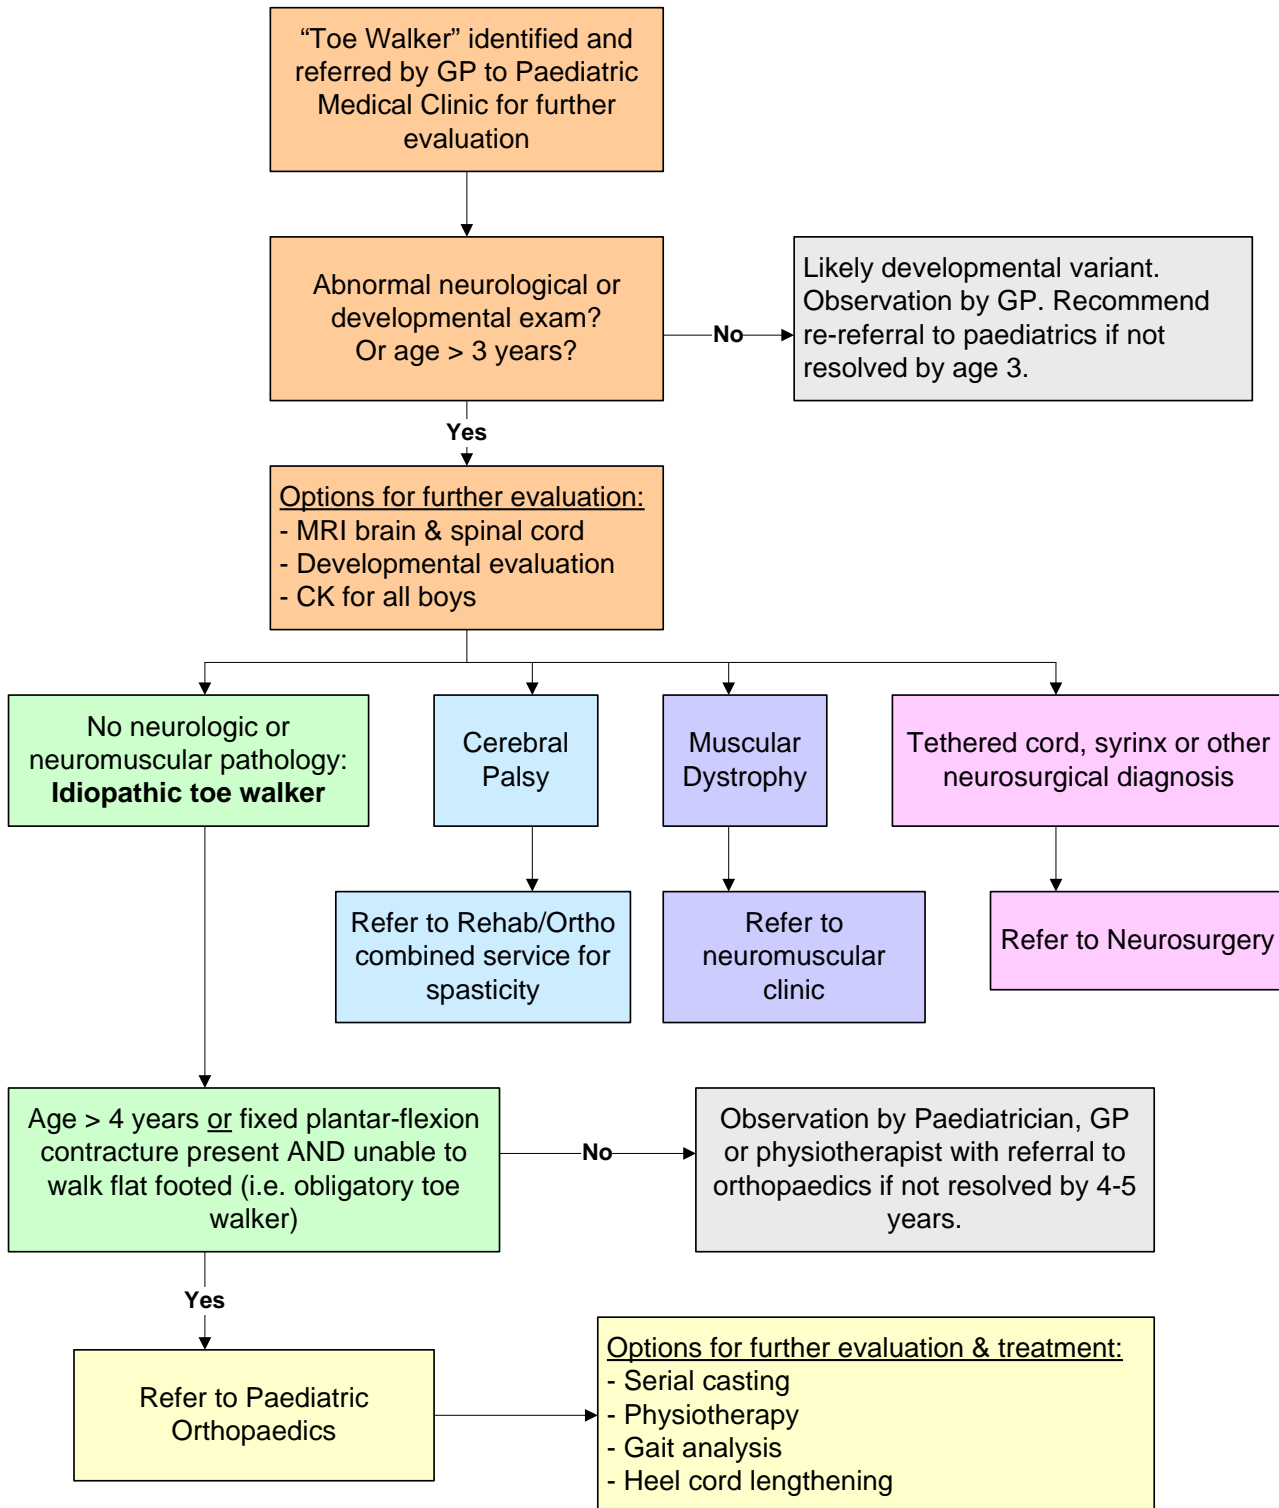 “Toe Walker” identified and
referred by GP to Paediatric
Medical Clinic for further
evaluation
Abnormal neurological or
developmental exam?
Or age > 3 years?
No
Likely developmental variant.
Observation by GP. Recommend
re-referral to paediatrics if not
resolved by age 3.
Yes
Options for further evaluation:
- MRI brain & spinal cord
- Developmental evaluation
- CK for all boys
No neurologic or
neuromuscular pathology:
Idiopathic toe walker
Cerebral
Palsy
Muscular
Dystrophy
Tethered cord, syrinx or other
neurosurgical diagnosis
Refer to Rehab/Ortho
combined service for
spasticity
Refer to
neuromuscular
clinic
Refer to Neurosurgery
Age > 4 years or fixed plantar-flexion
contracture present AND unable to
walk flat footed (i.e. obligatory toe
walker)
No
Observation by Paediatrician, GP
or physiotherapist with referral to
orthopaedics if not resolved by 4-5
years.
Yes
Refer to Paediatric
Orthopaedics
Options for further evaluation & treatment:
- Serial casting
- Physiotherapy
- Gait analysis
- Heel cord lengthening